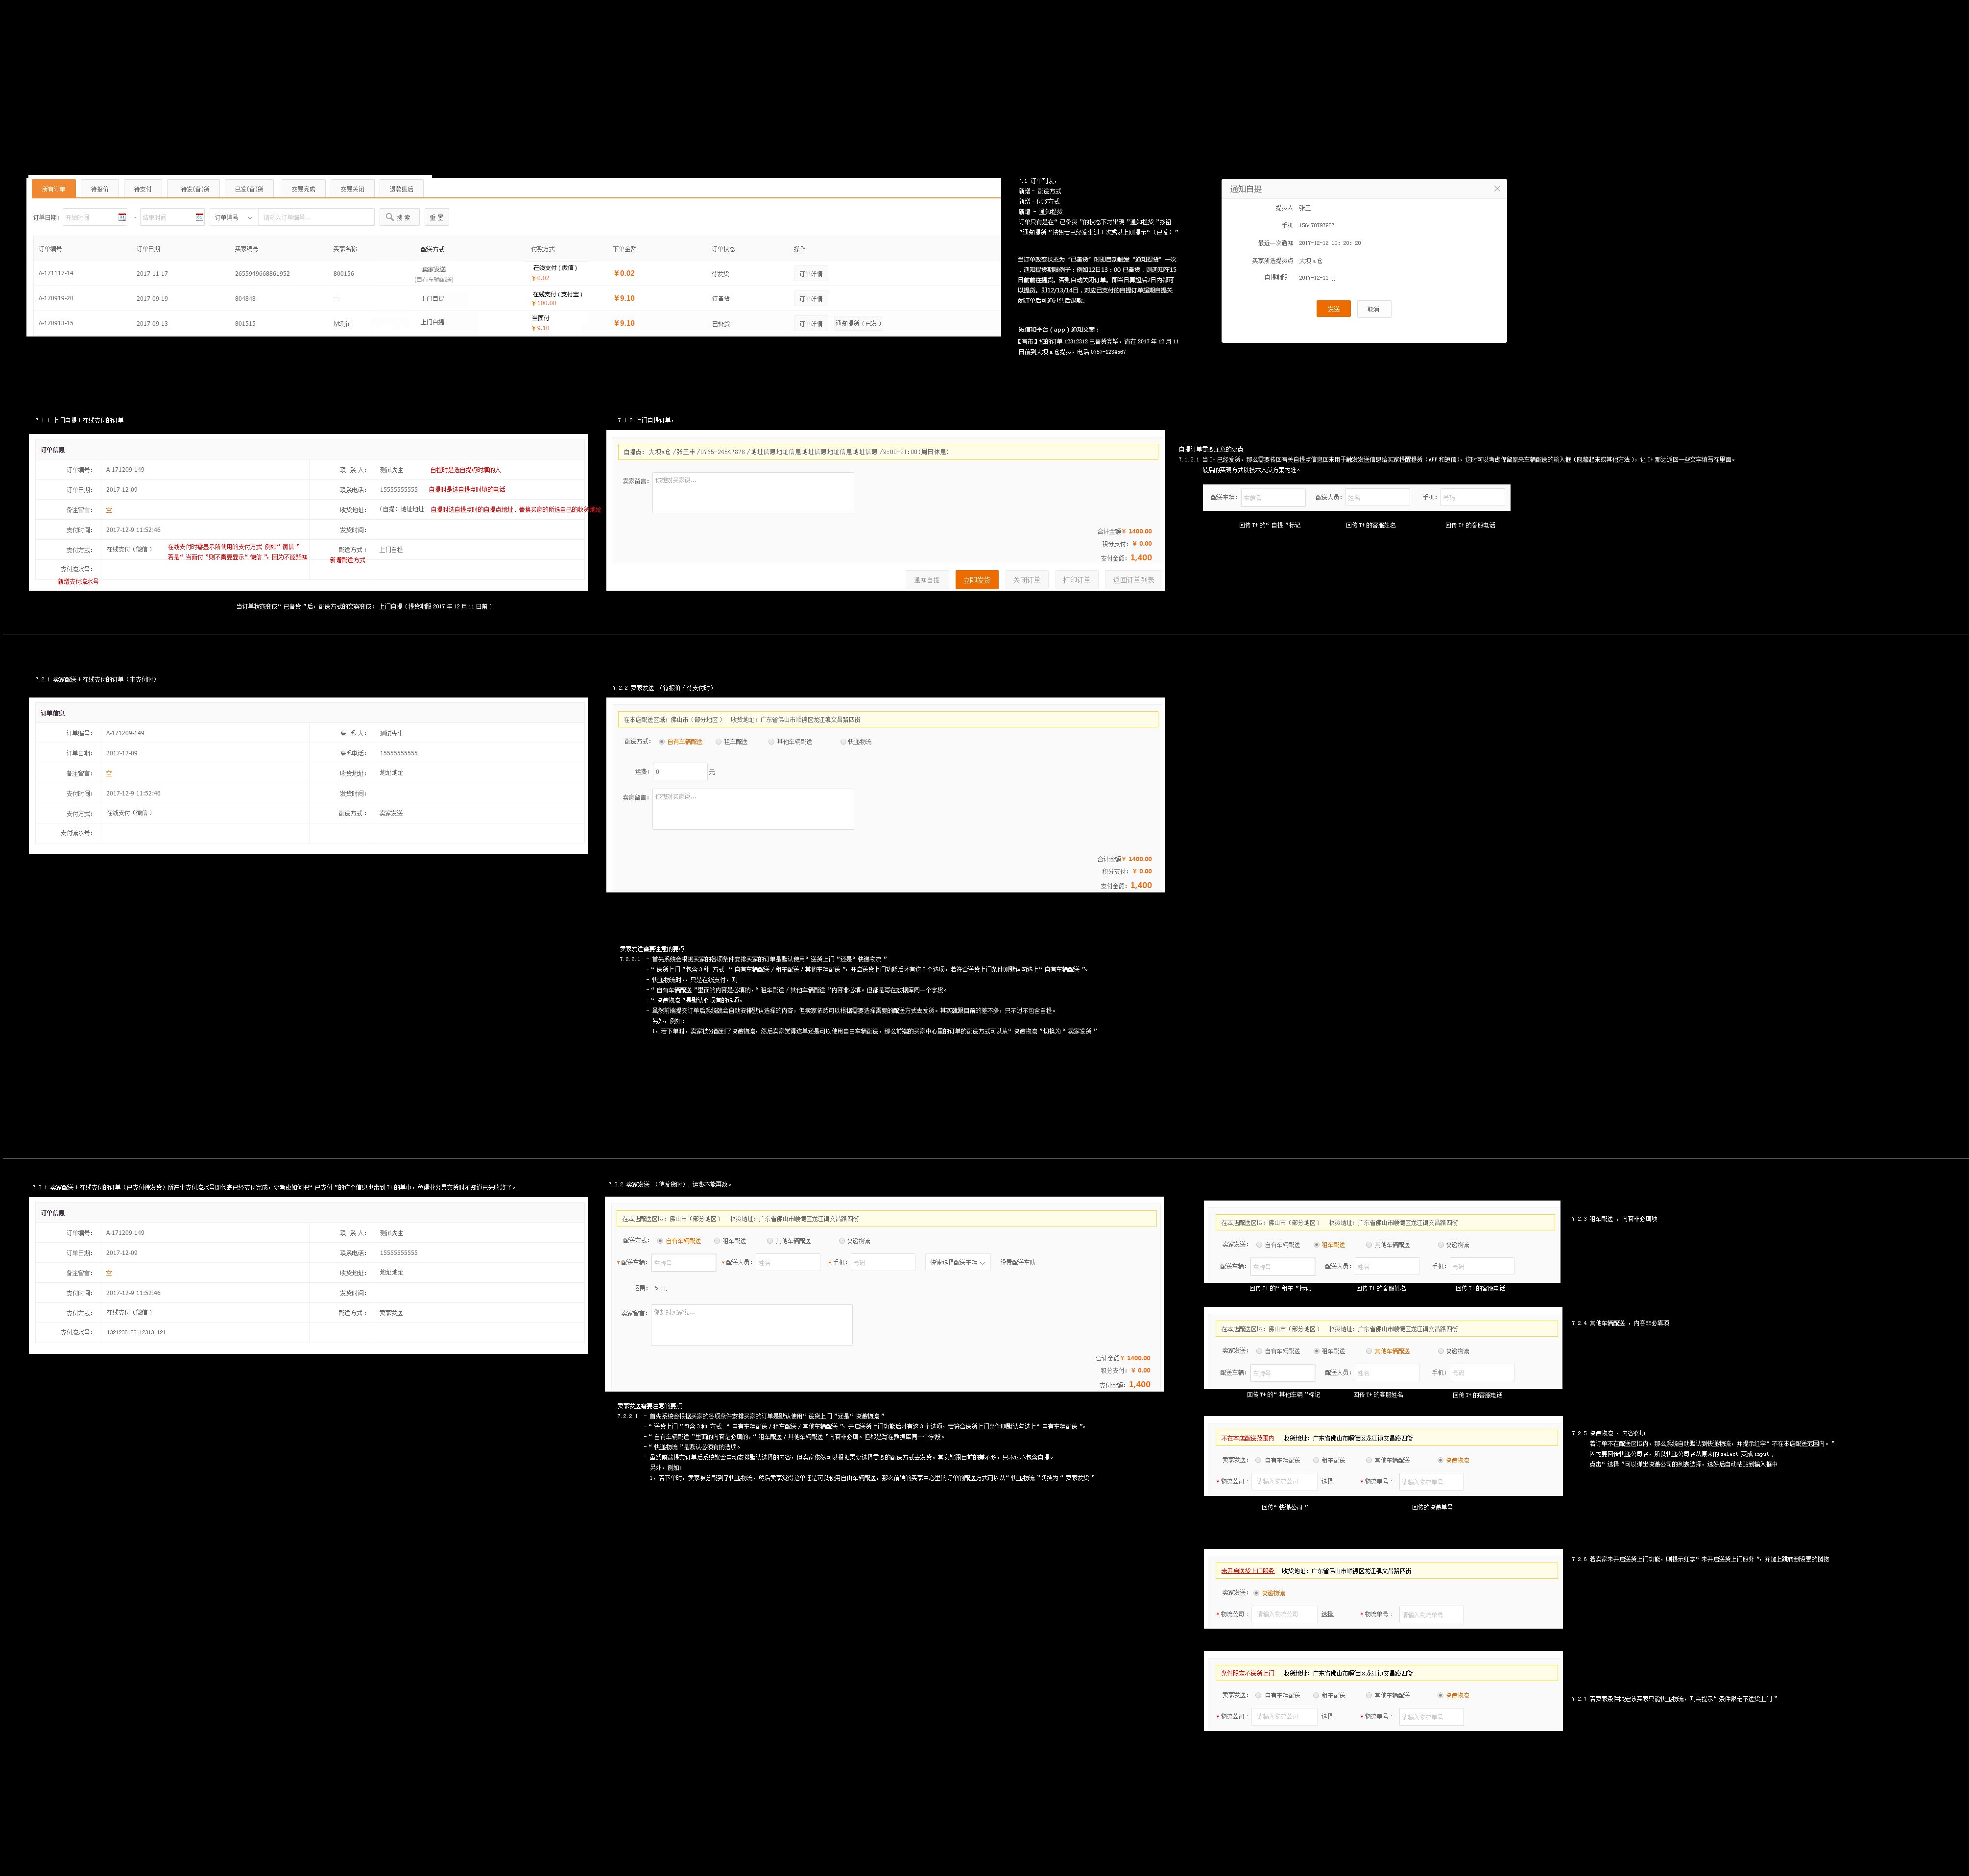 所有订单 待报价 待支付 待发(备)货 已发(备)货 交易完成 交易关闭 退款售后
订单日期: 开始时间 - 结束时间 订单编号 请输入订单编号... 搜 索 重 置
订单编号 订单日期 买家编号 买家名称 配送方式 付款方式 下单金额 订单状态 操作
A-171117-14 2017-11-17 2655949668861952 800156 卖家发送 (自有车辆配送) 在线支付 ( 微信 ) ¥0.02 ¥0.02 待发货 订单详情
A-170919-20 2017-09-19 804848 二 上门自提 在线支付 ( 支付宝 ) ¥100.00 ¥9.10 待备货 订单详情
A-170913-15 2017-09-13 801515 lyt测试 上门自提 当面付 ¥9.10 ¥9.10 已备货 订单详情 通知提货 ( 已发 )
7.1 订单列表,
新增 - 配送方式
新增 - 付款方式
新增 - 通知提货
订单只有是在“ 已备货 ”的状态下才出现 “通知提货 ”按钮
“通知提货 ”按钮若已经发生过 1 次或以上则提示“ (已发) ”
当订单改变状态为 “已备货” 时即自动触发 “通知提货” 一次
，通知提货期限例子：例如12日13：00 已备货，则通知在15
日前前往提货。否则自动关闭订单。即当日算起后2日内都可
以提货。即12/13/14日，对应已支付的自提订单超期自提关
闭订单后可通过售后退款。
短信和平台 ( app ) 通知文案：
【有市】您的订单 12312312 已备货完毕，请在 2017 年 12 月 11
日前到大坝 a 仓提货，电话 0757-1234567
通知自提
提货人 张三
手机 156478797987
最近一次通知 2017-12-12 10：20：20
买家所选提货点 大坝 a 仓
自提期限 2017-12-11 前
发送 取消
7.1.1 上门自提 + 在线支付的订单
订单信息
订单编号: A-171209-149 联 系 人: 测试先生 自提时是选自提点时填的人
订单日期: 2017-12-09 联系电话: 15555555555 自提时是选自提点时填的电话
备注留言: 空 收货地址: (自提) 地址地址 自提时选自提点时的自提点地址，替换买家的所选自己的收货地址
支付时间: 2017-12-9 11:52:46 发货时间:
支付方式: 在线支付 ( 微信 ) 在线支付时需显示所使用的支付方式 例如“ 微信 ” 配送方式： 上门自提
若是“ 当面付 ”则不需要显示“ 微信 ”，因为不能预知 新增配送方式
支付流水号:
新增支付流水号
当订单状态变成“ 已备货 ”后，配送方式的文案变成： 上门自提 ( 提货期限 2017 年 12 月 11 日前 )
7.1.2 上门自提订单，
自提点: 大坝a仓 /张三丰 /0765-24547878 /地址信息地址信息地址信息地址信息地址信息 /9:00-21:00(周日休息)
卖家留言: 你想对买家说...
合计金额 ¥ 1400.00
积分支付: ¥ 0.00
支付金额: 1,400
通知自提 立即发货 关闭订单 打印订单 返回订单列表
自提订单需要注意的要点
7.1.2.1 当 T+ 已经发货，那么需要传回有关自提点信息回来用于触发发送信息给买家提醒提货 ( APP 和短信)，这时可以考虑保留原来车辆配送的输入框 (隐藏起来或其他方法 )，让 T+ 那边返回一些文字填写在里面。
最后的实现方式以技术人员方案为准。
配送车辆: 车牌号 配送人员: 姓名 手机: 号码
回传 T+ 的“ 自提 ”标记 回传 T+ 的客服姓名 回传 T+ 的客服电话
7.2.1 卖家配送 + 在线支付的订单 ( 未支付时 )
订单信息
订单编号: A-171209-149 联 系 人: 测试先生
订单日期: 2017-12-09 联系电话: 15555555555
备注留言: 空 收货地址: 地址地址
支付时间: 2017-12-9 11:52:46 发货时间:
支付方式: 在线支付 ( 微信 ) 配送方式： 卖家发送
支付流水号:
7.2.2 卖家发送 ( 待报价 / 待支付时 )
在本店配送区域: 佛山市 ( 部分地区 ) 收货地址: 广东省佛山市顺德区龙江镇文昌路四街
配送方式: 自有车辆配送 租车配送 其他车辆配送 快递物流
运费: 0 元
卖家留言: 你想对买家说...
合计金额 ¥ 1400.00
积分支付: ¥ 0.00
支付金额: 1,400
卖家发送需要注意的要点
7.2.2.1 - 首先系统会根据买家的各项条件安排买家的订单是默认使用“ 送货上门 ”还是“ 快递物流 ”
-“ 送货上门 ”包含 3 种 方式 “ 自有车辆配送 / 租车配送 / 其他车辆配送 ”，开启送货上门功能后才有这 3 个选项，若符合送货上门条件则默认勾选上“ 自有车辆配送 ”。
- 快递物流时，，只是在线支付，则
-“ 自有车辆配送 ”里面的内容是必填的，“ 租车配送 / 其他车辆配送 ”内容非必填。但都是写在数据库同一个字段。
-“ 快递物流 ”是默认必须有的选项。
- 虽然前端提交订单后系统就会自动安排默认选择的内容，但卖家依然可以根据需要选择需要的配送方式去发货。其实就跟目前的差不多，只不过不包含自提。
另外，例如：
1，若下单时，卖家被分配到了快递物流，然后卖家觉得这单还是可以使用自由车辆配送，那么前端的买家中心里的订单的配送方式可以从“ 快递物流 ”切换为 “ 卖家发货 ”
7.3.1 卖家配送 + 在线支付的订单 ( 已支付待发货 ) 所产生支付流水号即代表已经支付完成，要考虑如何把“ 已支付 ”的这个信息也带到 T+ 的单中，免得业务员交货时不知道已先收款了。
订单信息
订单编号: A-171209-149 联 系 人: 测试先生
订单日期: 2017-12-09 联系电话: 15555555555
备注留言: 空 收货地址: 地址地址
支付时间: 2017-12-9 11:52:46 发货时间:
支付方式: 在线支付 ( 微信 ) 配送方式： 卖家发送
支付流水号: 1321236156-12313-121
7.3.2 卖家发送 ( 待发货时 )，运费不能再改。
在本店配送区域: 佛山市 ( 部分地区 ) 收货地址: 广东省佛山市顺德区龙江镇文昌路四街
配送方式: 自有车辆配送 租车配送 其他车辆配送 快递物流
* 配送车辆: 车牌号 * 配送人员: 姓名 * 手机: 号码 快速选择配送车辆 设置配送车队
运费: 5 元
卖家留言: 你想对买家说...
合计金额 ¥ 1400.00
积分支付: ¥ 0.00
支付金额: 1,400
卖家发送需要注意的要点
7.2.2.1 - 首先系统会根据买家的各项条件安排买家的订单是默认使用“ 送货上门 ”还是“ 快递物流 ”
-“ 送货上门 ”包含 3 种 方式 “ 自有车辆配送 / 租车配送 / 其他车辆配送 ”，开启送货上门功能后才有这 3 个选项，若符合送货上门条件则默认勾选上“ 自有车辆配送 ”。
-“ 自有车辆配送 ”里面的内容是必填的，“ 租车配送 / 其他车辆配送 ”内容非必填。但都是写在数据库同一个字段。
-“ 快递物流 ”是默认必须有的选项。
- 虽然前端提交订单后系统就会自动安排默认选择的内容，但卖家依然可以根据需要选择需要的配送方式去发货。其实就跟目前的差不多，只不过不包含自提。
另外，例如：
1，若下单时，卖家被分配到了快递物流，然后卖家觉得这单还是可以使用自由车辆配送，那么前端的买家中心里的订单的配送方式可以从“ 快递物流 ”切换为 “ 卖家发货 ”
在本店配送区域: 佛山市 ( 部分地区 ) 收货地址: 广东省佛山市顺德区龙江镇文昌路四街
卖家发送: 自有车辆配送 租车配送 其他车辆配送 快递物流
配送车辆: 车牌号 配送人员: 姓名 手机: 号码
回传 T+ 的“ 租车 ”标记 回传 T+ 的客服姓名 回传 T+ 的客服电话
7.2.3 租车配送 ，内容非必填项
在本店配送区域: 佛山市 ( 部分地区 ) 收货地址: 广东省佛山市顺德区龙江镇文昌路四街
卖家发送: 自有车辆配送 租车配送 其他车辆配送 快递物流
配送车辆: 车牌号 配送人员: 姓名 手机: 号码
回传 T+ 的“ 其他车辆 ”标记 回传 T+ 的客服姓名 回传 T+ 的客服电话
7.2.4 其他车辆配送 ，内容非必填项
不在本店配送范围内 收货地址: 广东省佛山市顺德区龙江镇文昌路四街
卖家发送: 自有车辆配送 租车配送 其他车辆配送 快递物流
* 物流公司: 请输入物流公司 选择 * 物流单号: 请输入物流单号
回传“ 快递公司 ” 回传的快递单号
7.2.5 快递物流 ，内容必填
若订单不在配送区域内，那么系统自动默认到快递物流，并提示红字“ 不在本店配送范围内。”
因为要回传快递公司名，所以快递公司名从原来的 select 变成 input .
点击“ 选择 ”可以弹出快递公司的列表选择，选好后自动粘贴到输入框中
未开启送货上门服务 收货地址: 广东省佛山市顺德区龙江镇文昌路四街
卖家发送: 快递物流
* 物流公司: 请输入物流公司 选择 * 物流单号: 请输入物流单号
7.2.6 若卖家未开启送货上门功能，则提示红字“ 未开启送货上门服务 ”，并加上跳转到设置的链接
条件限定不送货上门 收货地址: 广东省佛山市顺德区龙江镇文昌路四街
卖家发送: 自有车辆配送 租车配送 其他车辆配送 快递物流
* 物流公司: 请输入物流公司 选择 * 物流单号: 请输入物流单号
7.2.7 若卖家条件限定该买家只能快递物流，则会提示“ 条件限定不送货上门 ”